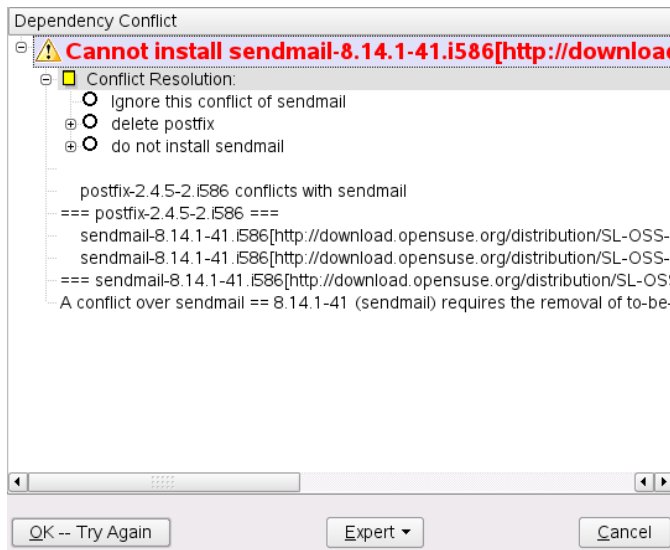 Dependency Conflict
Cannot install sendmail-8.14.1-41.i586[http://downloa
Conflict Resolution:
Ignore this conflict of sendmail
delete postfix
do not install sendmail
postfix-2.4.5-2.i586 conflicts with sendmail
=== postfix-2.4.5-2.i586 ===
sendmail-8.14.1-41.i586[http://download.opensuse.org/distribution/SL-OSS-
sendmail-8.14.1-41.i586[http://download.opensuse.org/distribution/SL-OSS-
=== sendmail-8.14.1-41.i586[http://download.opensuse.org/distribution/SL-OS
A conflict over sendmail == 8.14.1-41 (sendmail) requires the removal of to-be-
OK -- Try Again
Expert
Cancel